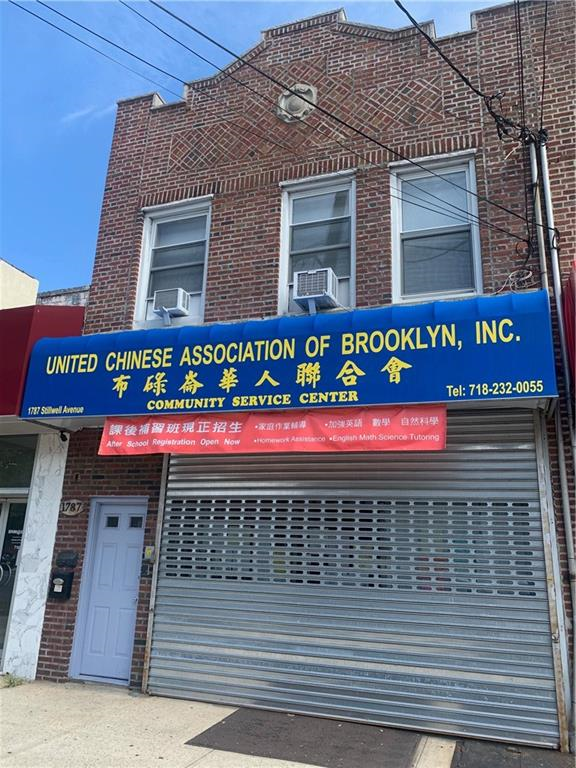 UNITED CHINESE ASSOCIATION OF BROOKLYN, INC.
布碌崙華人聯合會
COMMUNITY SERVICE CENTER
1787 Stillwell Avenue
Tel: 718-232-0055
課後補習班現正招生 •家庭作業輔導 •加強英語 數學 自然科學
After School Registration Open Now •Homework Assistance •English Math Science Tutoring
1787